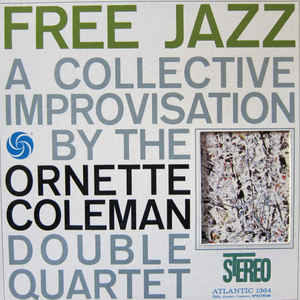 FREE JAZZ
A COLLECTIVE
IMPROVISATION
BY THE
ORNETTE
COLEMAN
DOUBLE
QUARTET
STEREO
ATLANTIC 1364